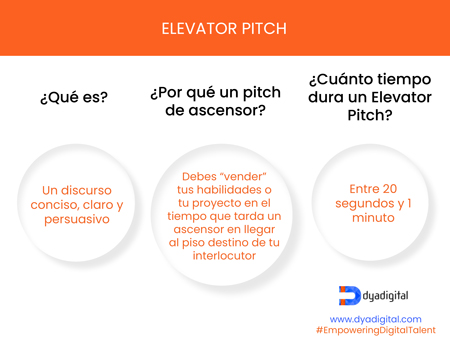 ELEVATOR PITCH
¿Qué es?
Un discurso
conciso, claro y
persuasivo
¿Por qué un pitch
de ascensor?
Debes “vender”
tus habilidades o
tu proyecto en el
tiempo que tarda un
ascensor en llegar
al piso destino de tu
interlocutor
¿Cuánto tiempo
dura un Elevator
Pitch?
Entre 20
segundos y 1
minuto
dyadigital
www.dyadigital.com
#EmpoweringDigitalTalent